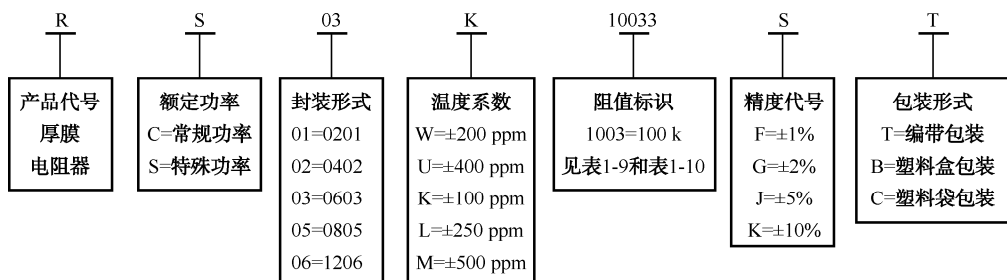 R S 03 K 10033 S T
产品代号
厚膜
电阻器
额定功率
C=常规功率
S=特殊功率
封装形式
01=0201
02=0402
03=0603
05=0805
06=1206
温度系数
W=±200 ppm
U=±400 ppm
K=±100 ppm
L=±250 ppm
M=±500 ppm
阻值标识
1003=100 k
见表1-9和表1-10
精度代号
F=±1%
G=±2%
J=±5%
K=±10%
包装形式
T=编带包装
B=塑料盒包装
C=塑料袋包装